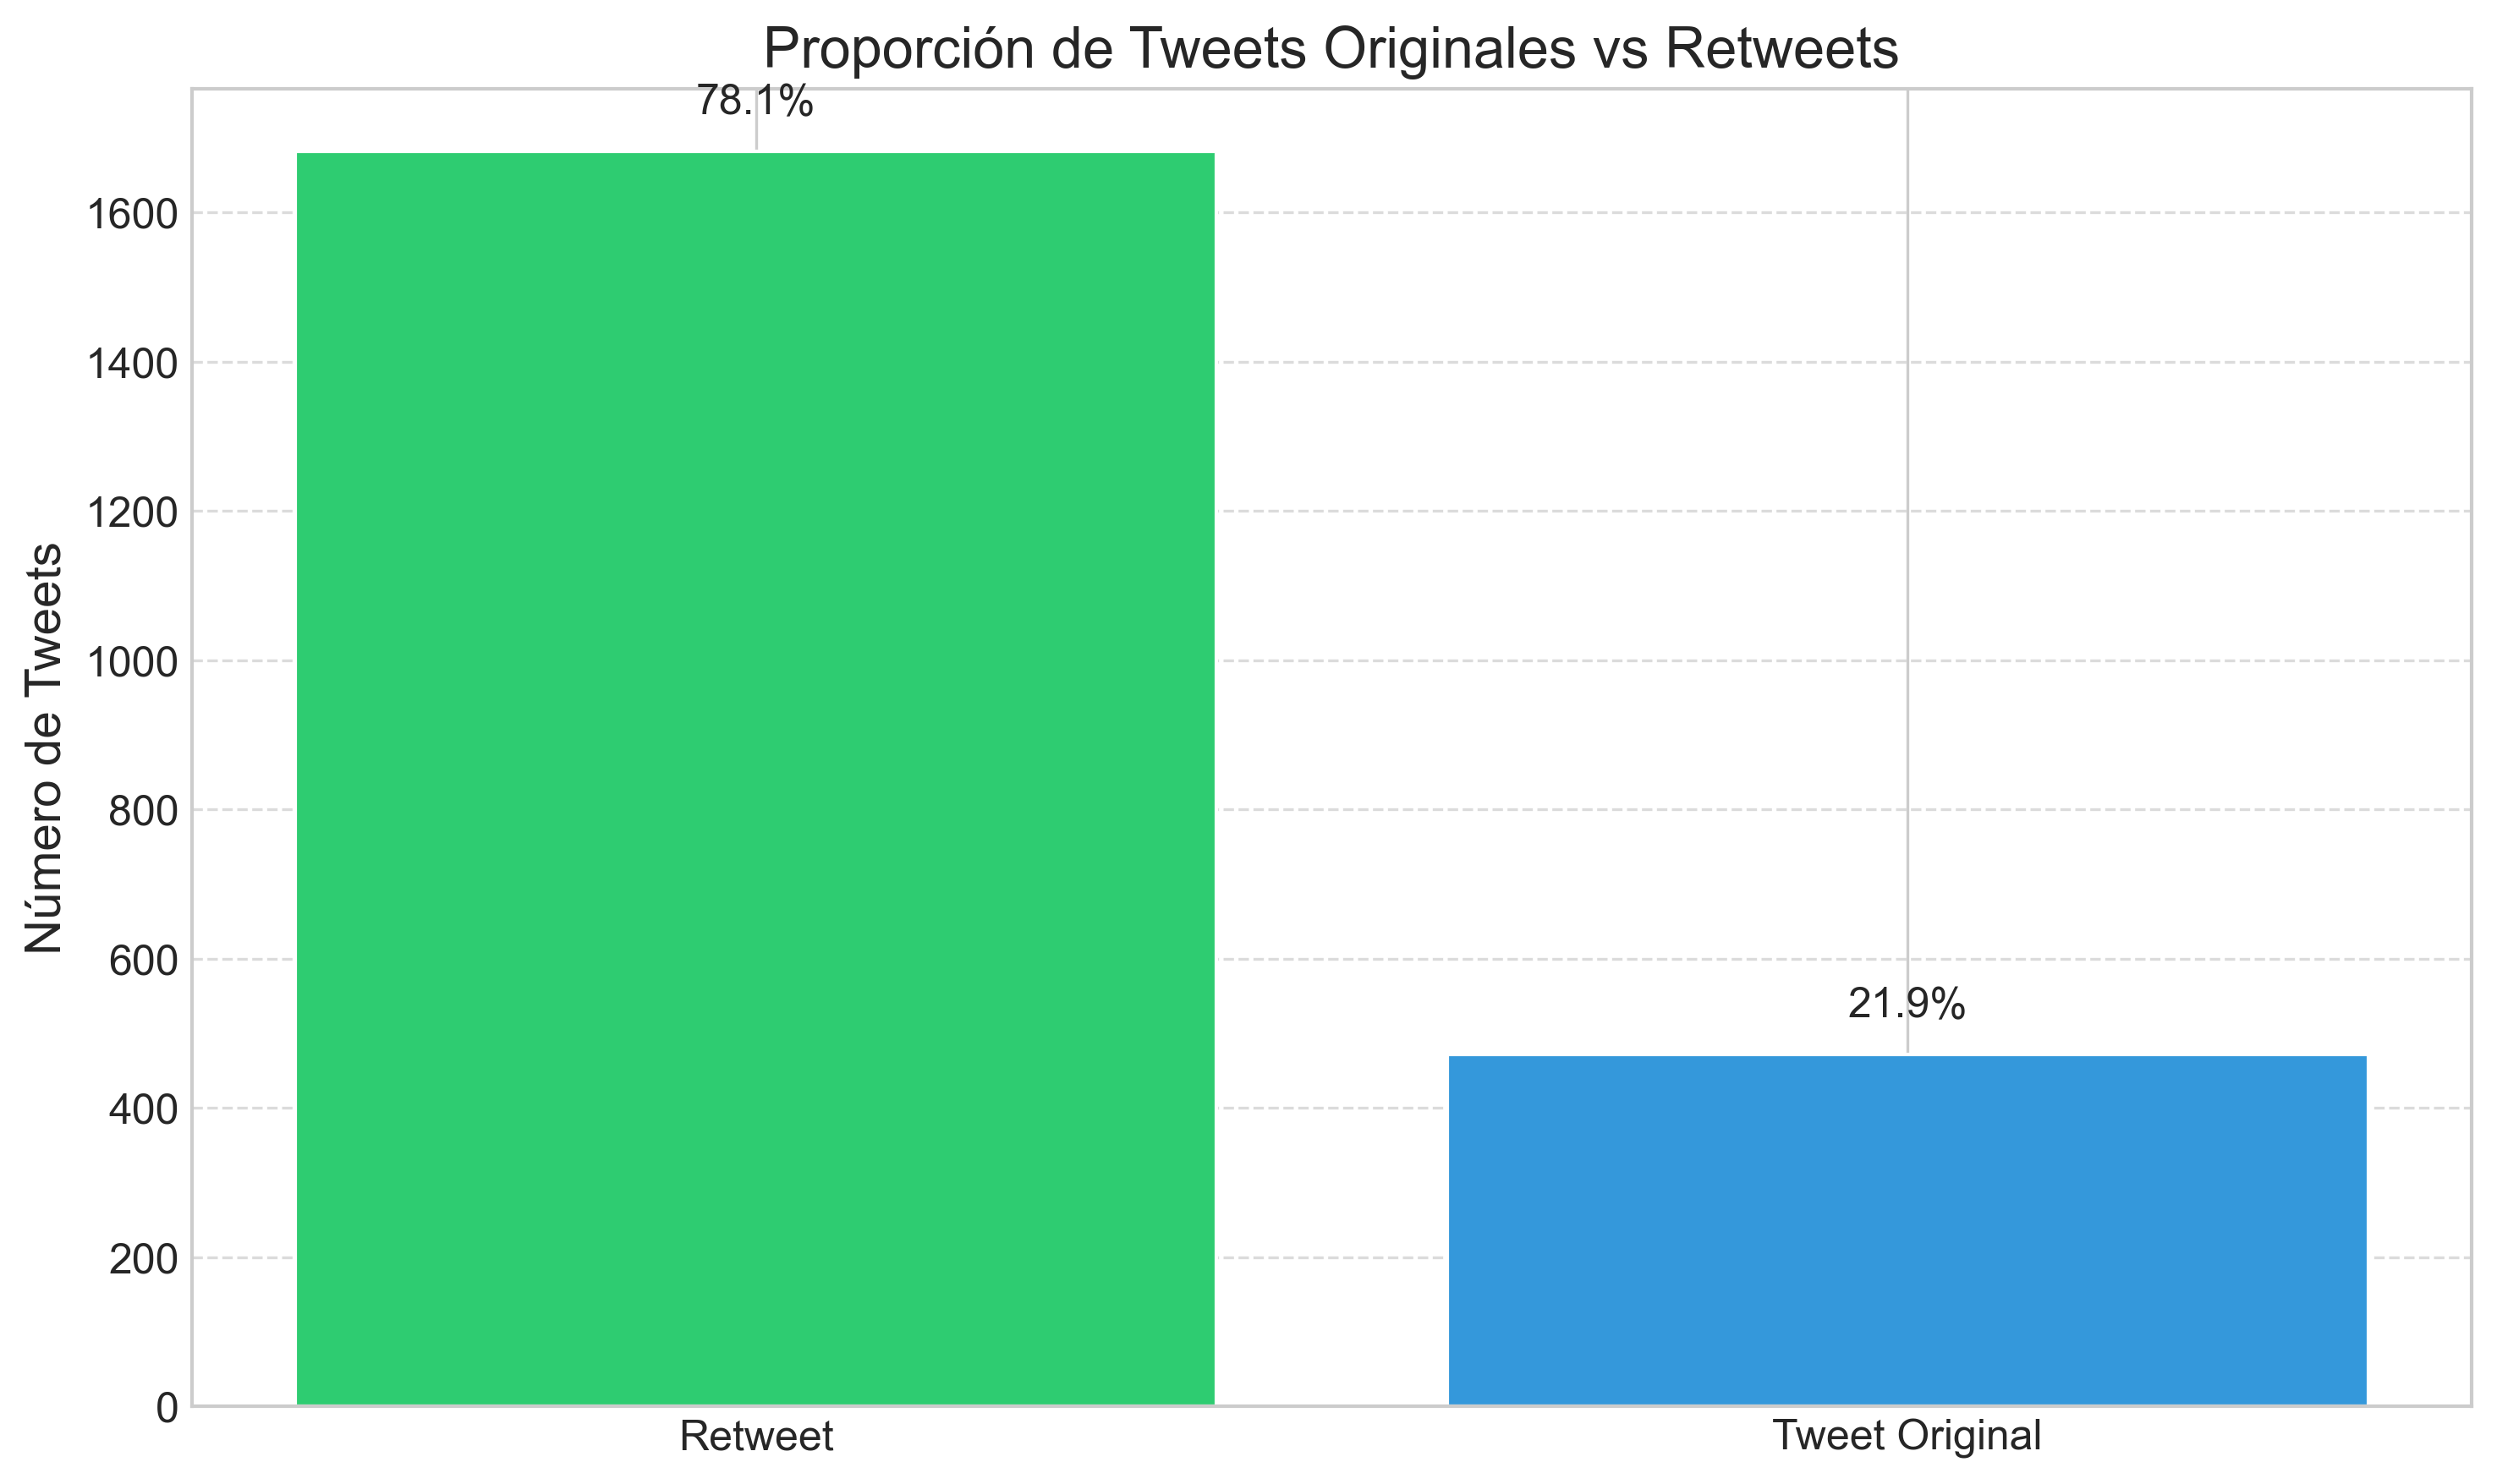 Proporción de Tweets Originales vs Retweets
78.1%
1600
1400
1200
1000
800
600
400
200
0
Número de Tweets
21.9%
Retweet
Tweet Original